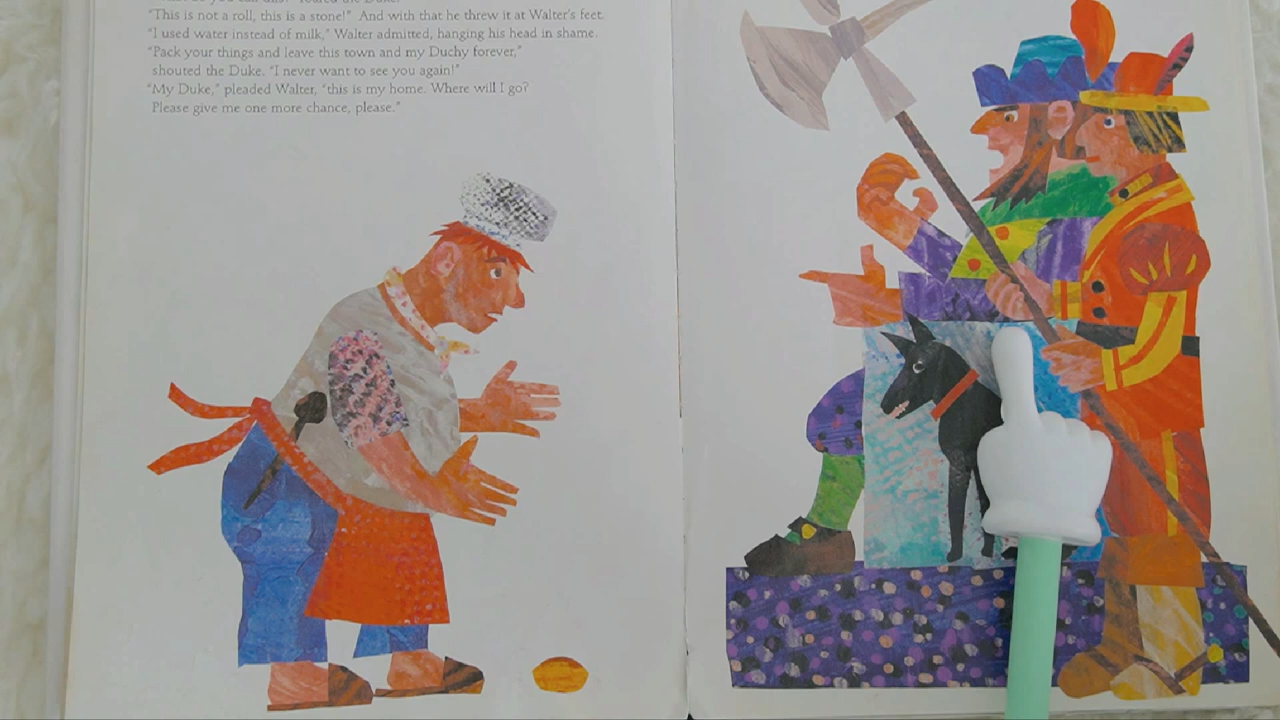 "This is not a roll, this is a stone!" And with that he threw it at Walter's feet.
"I used water instead of milk," Walter admitted, hanging his head in shame.
"Pack your things and leave this town and my Duchy forever,"
shouted the Duke. "I never want to see you again!"
"My Duke," pleaded Walter, "this is my home. Where will I go?
Please give me one more chance, please."